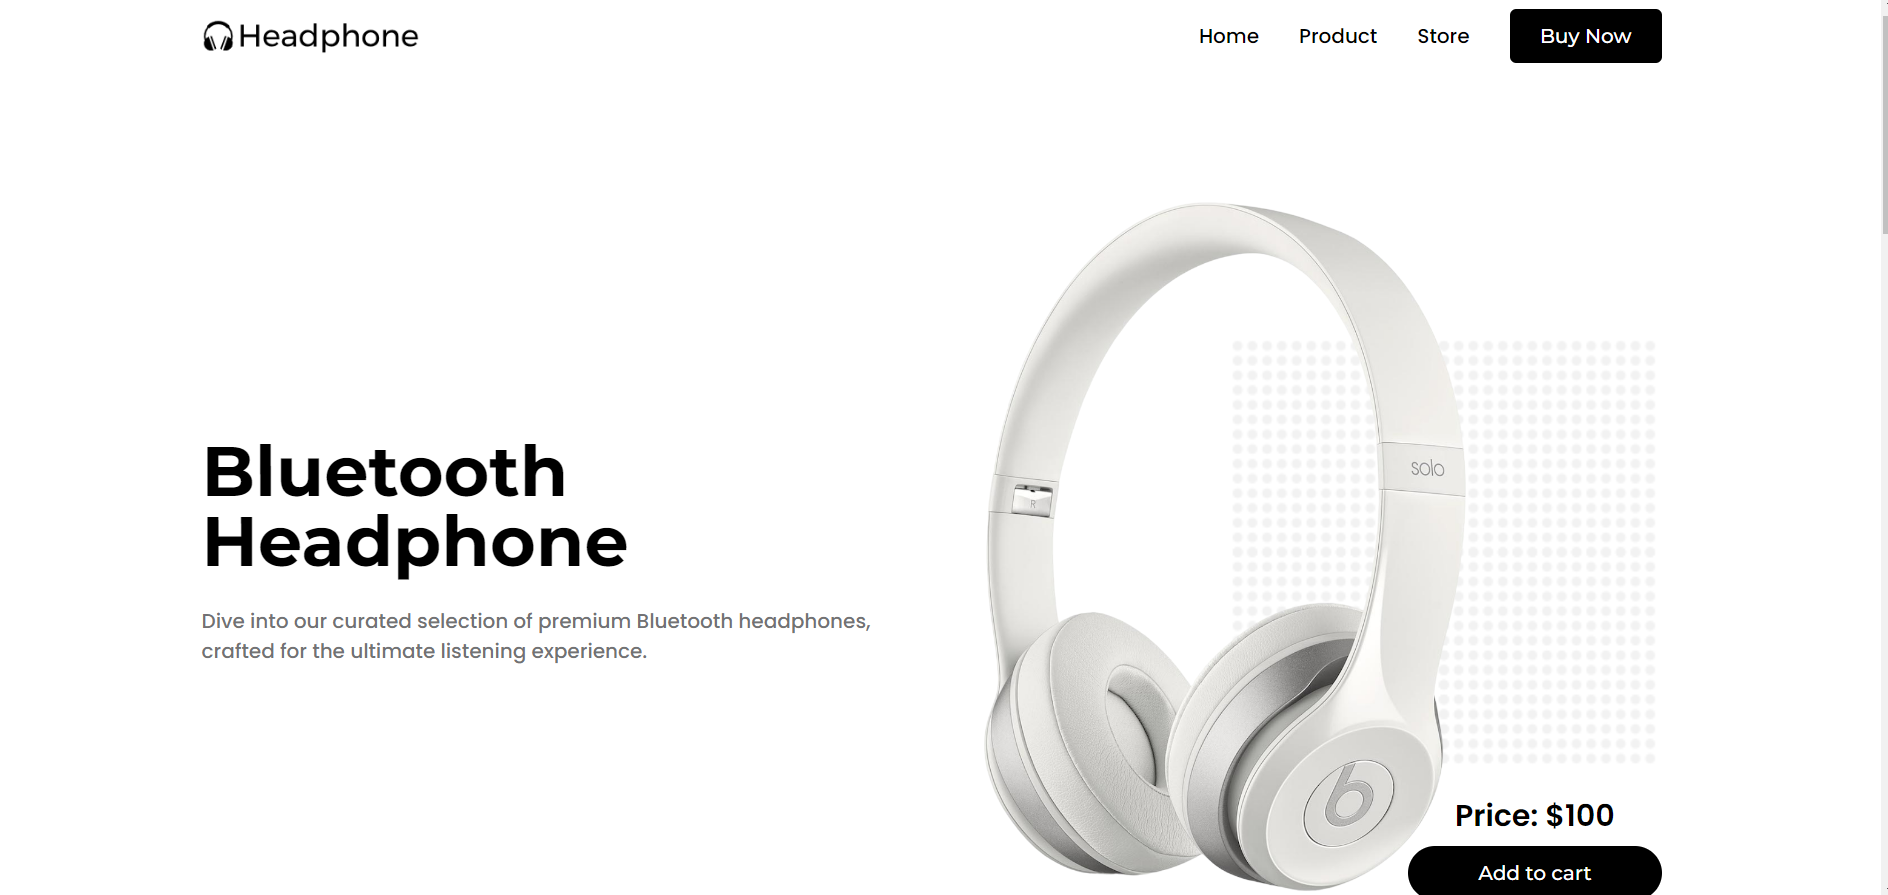 Headphone
Home
Product
Store
Buy Now
Bluetooth
Headphone
Dive into our curated selection of premium Bluetooth headphones,
crafted for the ultimate listening experience.
solo
R
b
Price: $100
Add to cart